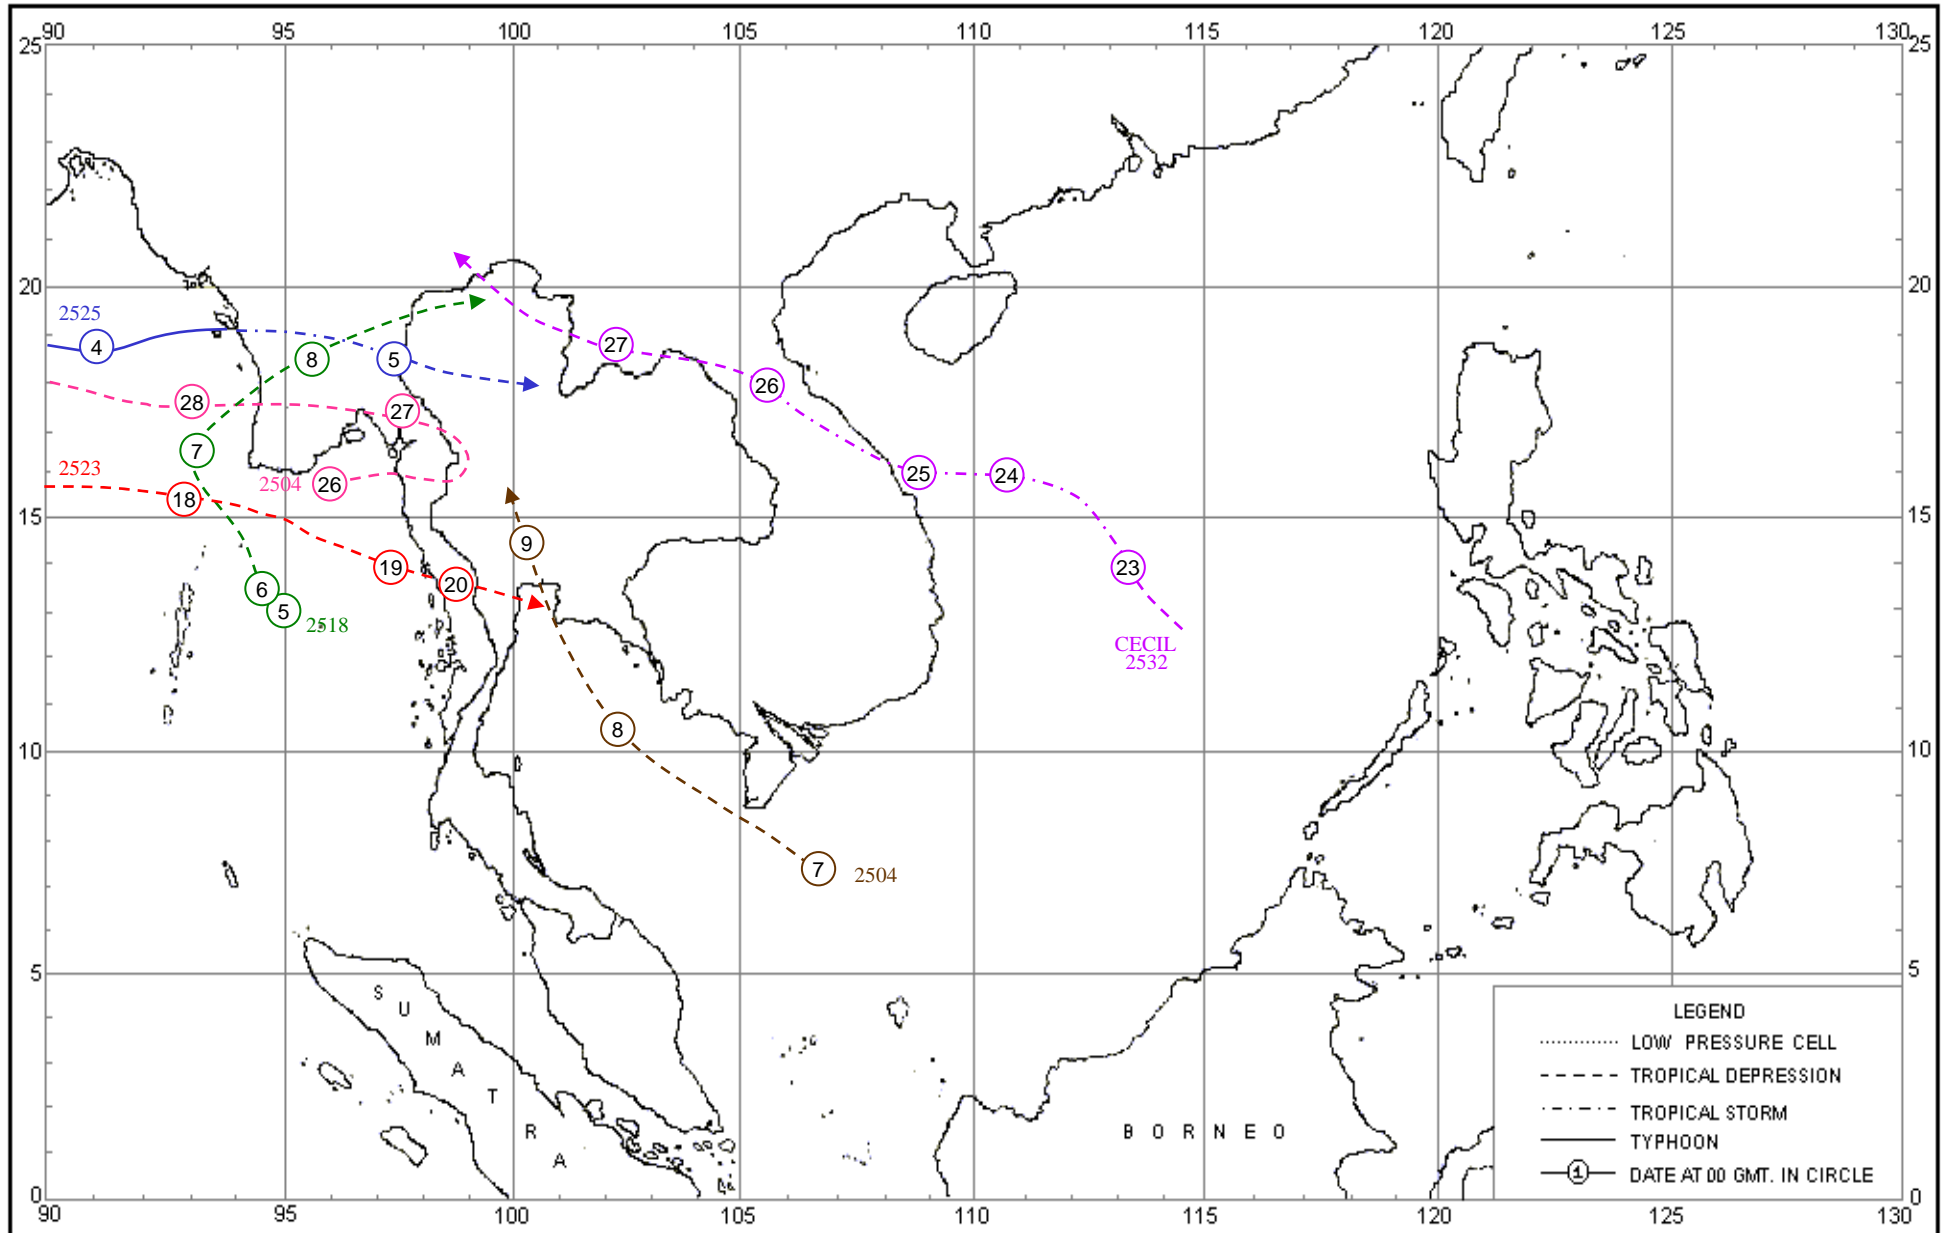 90 95 100 105 110 115 120 125 130
25 25
20 20
2525
4
8
5
27
26
28
27
7
2523
2504 26
18
25
24
15 15
9
19
20
23
6
5
2518
CECIL
2532
8
10 10
7
2504
5 5
SUMATRA
BORNEO
LEGEND
LOW PRESSURE CELL
TROPICAL DEPRESSION
TROPICAL STORM
TYPHOON
1 DATE AT 00 GMT. IN CIRCLE
0 0
90 95 100 105 110 115 120 125 130